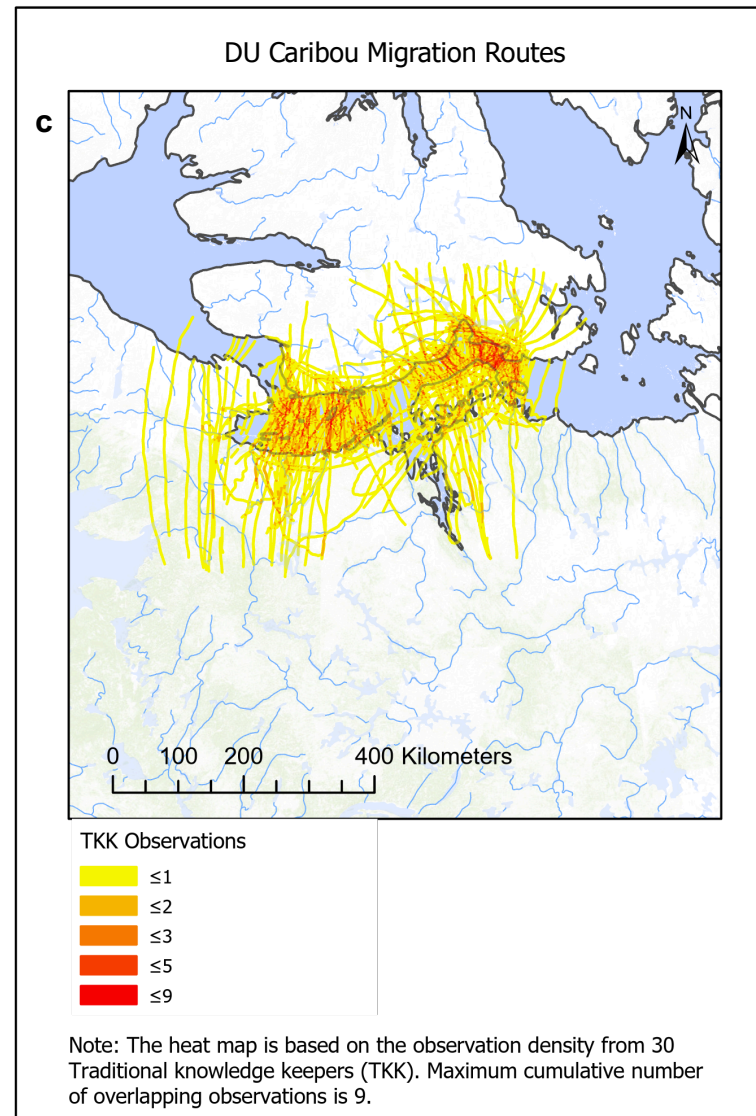 DU Caribou Migration Routes
c
N
0 100 200 400 Kilometers
TKK Observations
≤1
≤2
≤3
≤5
≤9
Note: The heat map is based on the observation density from 30
Traditional knowledge keepers (TKK). Maximum cumulative number
of overlapping observations is 9.